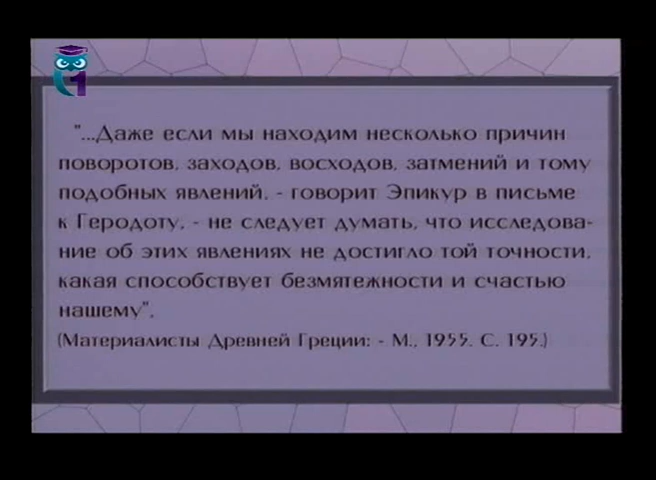 1
"...Даже если мы находим несколько причин
поворотов, заходов, восходов, затмений и тому
подобных явлений, - говорит Эпикур в письме
к Геродоту, - не следует думать, что исследова-
ние об этих явлениях не достигло той точности,
какая способствует безмятежности и счастью
нашему".
(Материалисты Древней Греции: - М., 1955. С. 195.)